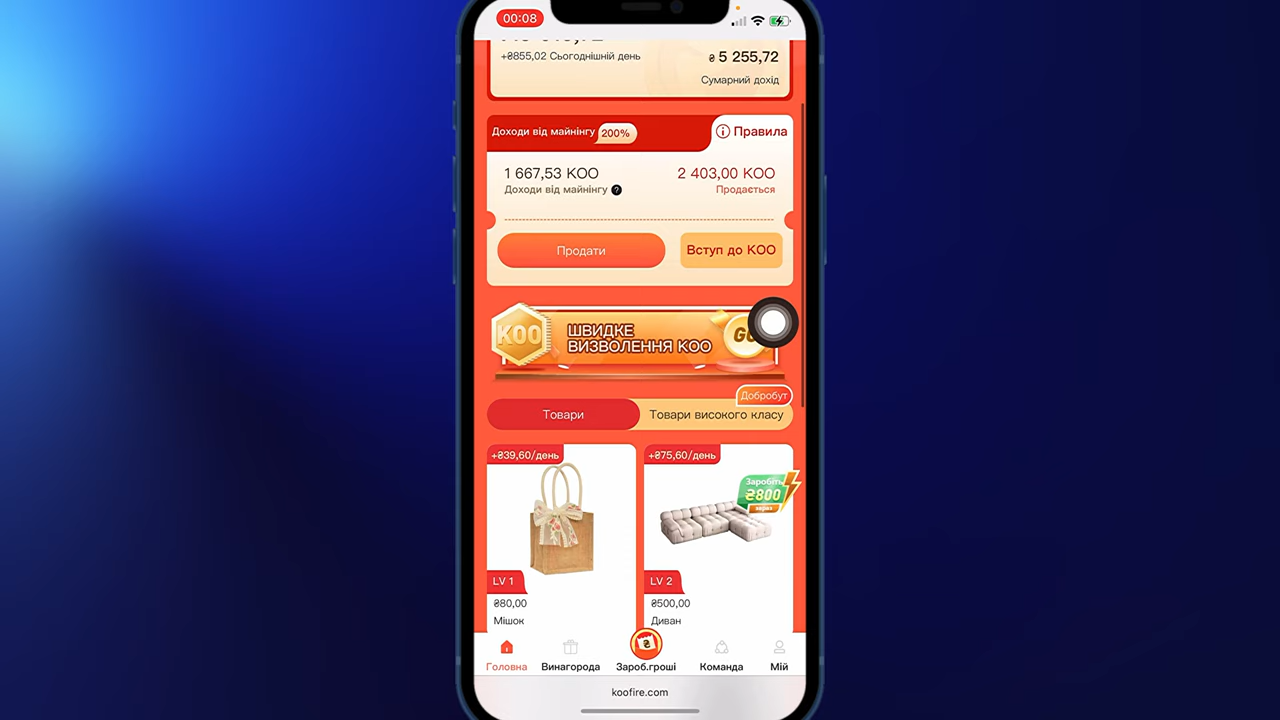 00:08
+₴855,02 Сьогоднішній день
₴ 5 255,72
Сумарний дохід
Доходи від майнінгу 200%
Правила
1 667,53 KOO
2 403,00 KOO
Доходи від майнінгу ?
Продається
Продати
Вступ до KOO
KOO
ШВИДКЕ
ВИЗВОЛЕННЯ KOO
Добробут
Товари
Товари високого класу
+₴39,60/день
+₴75,60/день
Заробіть
₴800
зараз
LV 1
LV 2
₴80,00
₴500,00
Мішок
Диван
Головна
Винагорода
Зароб.гроші
Команда
Мій
koofire.com